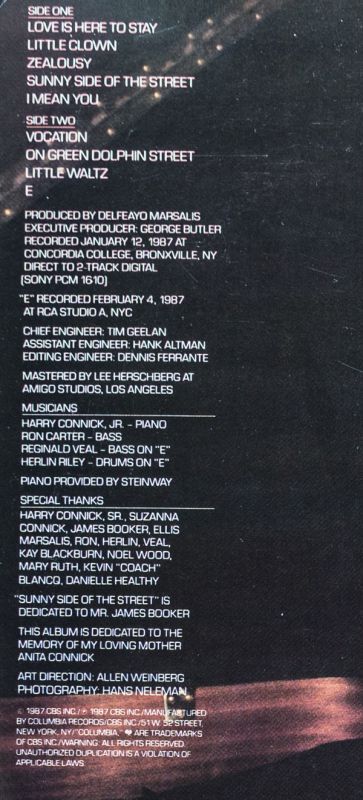 SIDE ONE
LOVE IS HERE TO STAY
LITTLE CLOWN
ZEALOUSY
SUNNY SIDE OF THE STREET
I MEAN YOU
SIDE TWO
VOCATION
ON GREEN DOLPHIN STREET
LITTLE WALTZ
E
PRODUCED BY DELFEAYO MARSALIS
EXECUTIVE PRODUCER: GEORGE BUTLER
RECORDED JANUARY 12, 1987 AT
CONCORDIA COLLEGE, BRONXVILLE, NY
DIRECT TO 2-TRACK DIGITAL
(SONY PCM 1610)
"E" RECORDED FEBRUARY 4, 1987
AT RCA STUDIO A, NYC
CHIEF ENGINEER: TIM GEELAN
ASSISTANT ENGINEER: HANK ALTMAN
EDITING ENGINEER: DENNIS FERRANTE
MASTERED BY LEE HERSCHBERG AT
AMIGO STUDIOS, LOS ANGELES
MUSICIANS
HARRY CONNICK, JR. – PIANO
RON CARTER – BASS
REGINALD VEAL – BASS ON "E"
HERLIN RILEY – DRUMS ON "E"
PIANO PROVIDED BY STEINWAY
SPECIAL THANKS
HARRY CONNICK, SR., SUZANNA
CONNICK, JAMES BOOKER, ELLIS
MARSALIS, RON, HERLIN, VEAL,
KAY BLACKBURN, NOEL WOOD,
MARY RUTH, KEVIN "COACH"
BLANCQ, DANIELLE HEALTHY
"SUNNY SIDE OF THE STREET" IS
DEDICATED TO MR. JAMES BOOKER
THIS ALBUM IS DEDICATED TO THE
MEMORY OF MY LOVING MOTHER
ANITA CONNICK
ART DIRECTION: ALLEN WEINBERG
PHOTOGRAPHY: HANS NELEMAN
© 1987 CBS INC./℗ 1987 CBS INC./MANUFACTURED
BY COLUMBIA RECORDS/CBS INC./51 W. 52 STREET,
NEW YORK, NY/"COLUMBIA," ARE TRADEMARKS
OF CBS INC./WARNING: ALL RIGHTS RESERVED.
UNAUTHORIZED DUPLICATION IS A VIOLATION OF
APPLICABLE LAWS.